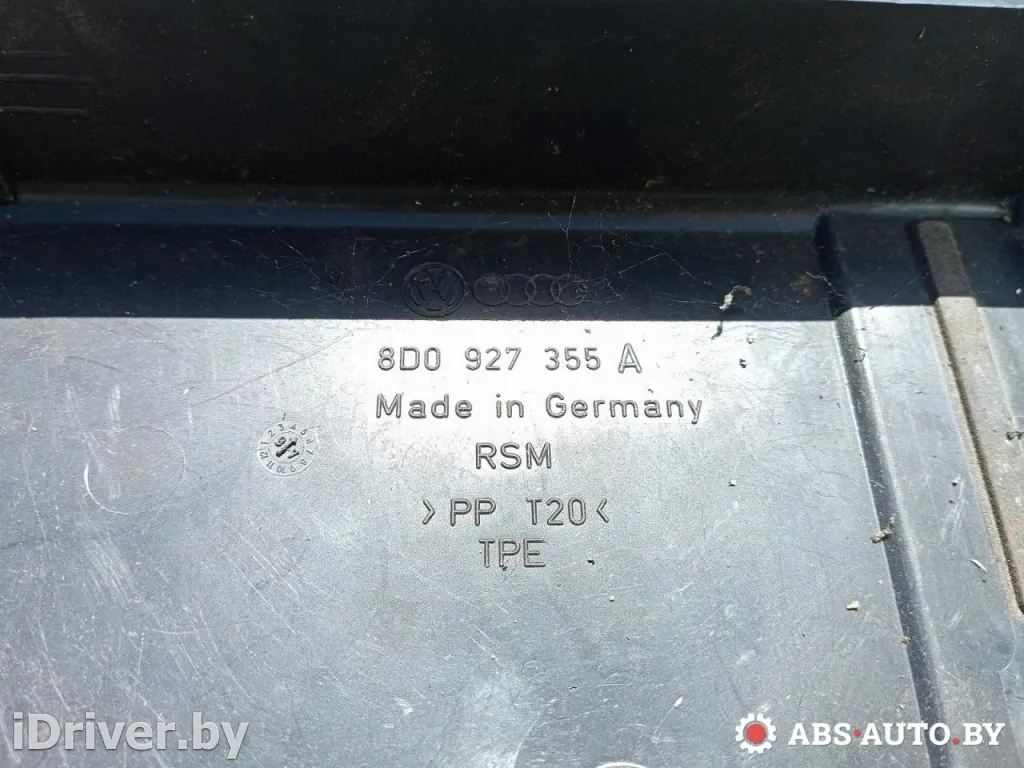 8D0 927 355 A
Made in Germany
RSM
>PP T20<
TPE
iDriver.by
ABS-AUTO.BY